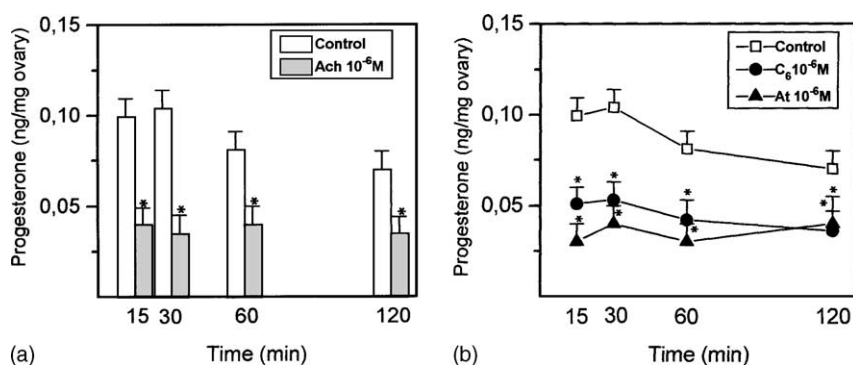 (a)
Progesterone (ng/mg ovary)
0,15
0,10
0,05
Control
Ach 10⁻⁶M
* * * *
15 30 60 120
Time (min)
(b)
Progesterone (ng/mg ovary)
0,15
0,10
0,05
Control
C₆10⁻⁶M
At 10⁻⁶M
* * * *
* * * *
15 30 60 120
Time (min)